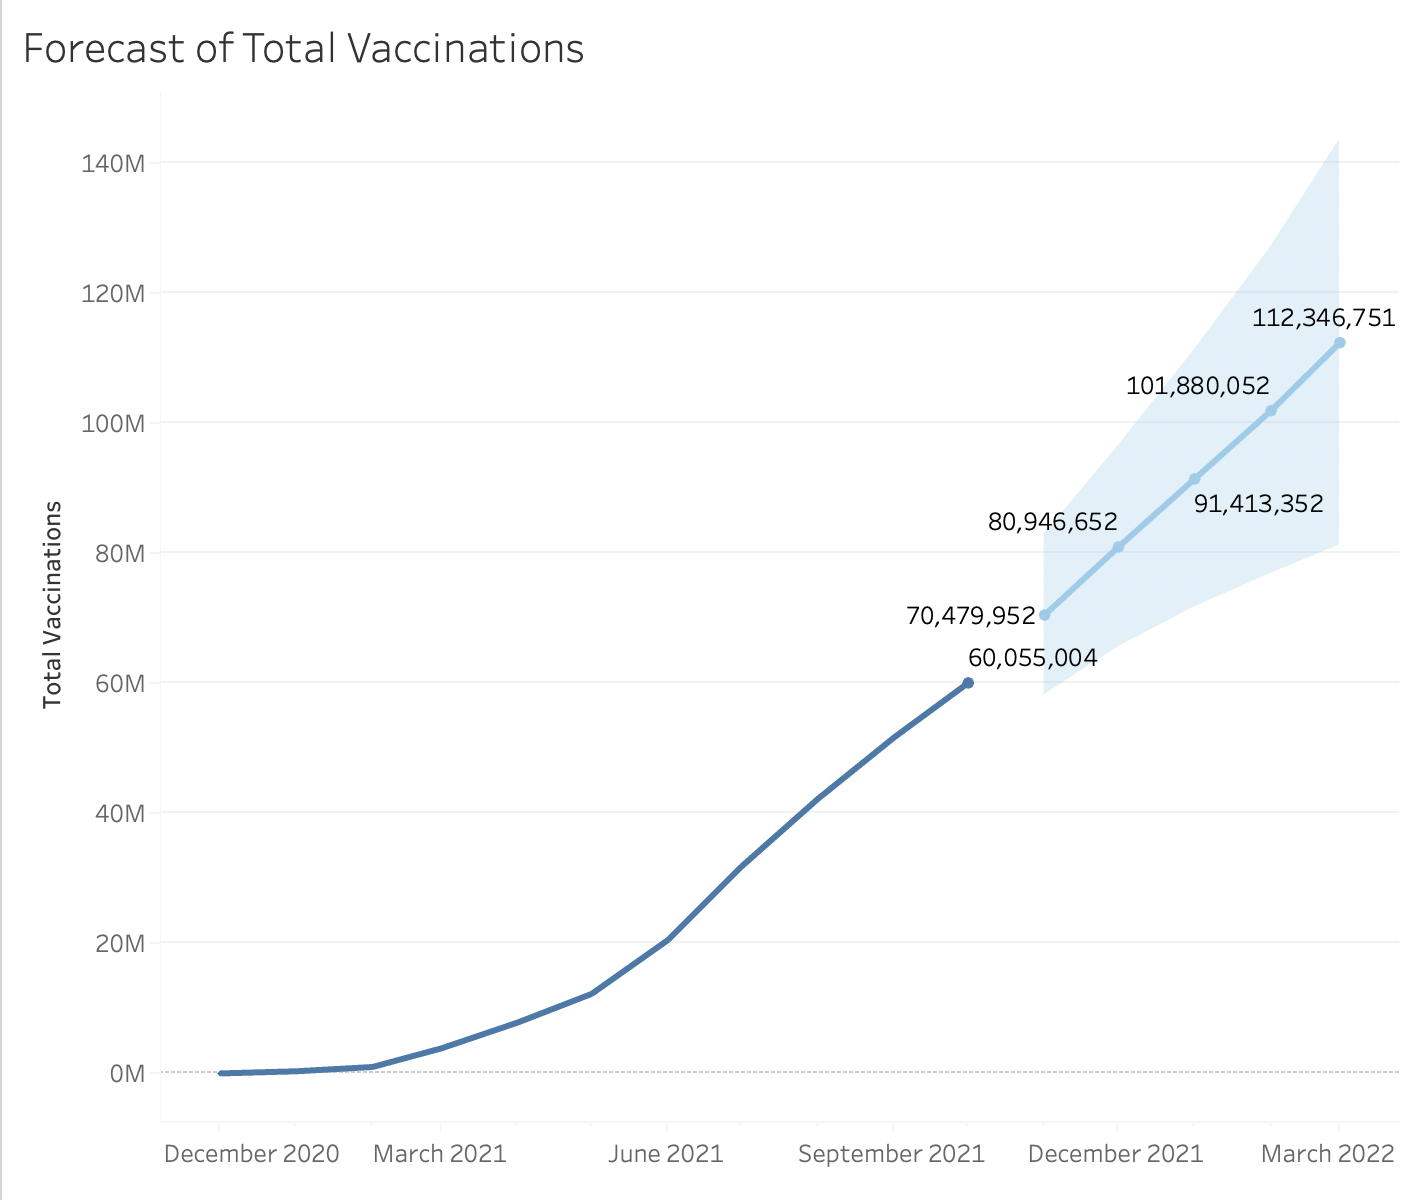 Forecast of Total Vaccinations
140M
120M
112,346,751
101,880,052
100M
91,413,352
80,946,652
80M
70,479,952
60,055,004
60M
Total Vaccinations
40M
20M
0M
December 2020 March 2021 June 2021 September 2021 December 2021 March 2022